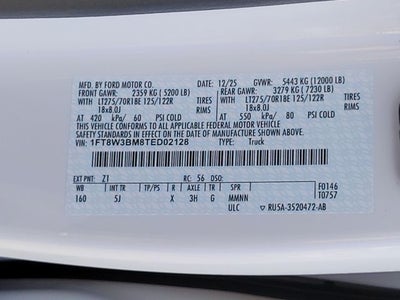 MFD. BY FORD MOTOR CO. 12/25 GVWR: 5443 KG (12000 LB)
FRONT GAWR: 2359 KG (5200 LB) REAR GAWR: 3279 KG (7230 LB)
LT275/70R18E 125/122R TIRES LT275/70R18E 125/122R TIRES
18x8.0J RIMS 18x8.0J RIMS
AT 420 kPa/ 60 PSI COLD AT 550 kPa/ 80 PSI COLD
THIS VEHICLE CONFORMS TO ALL APPLICABLE FEDERAL MOTOR VEHICLE
SAFETY STANDARDS IN EFFECT ON THE DATE OF MANUFACTURE SHOWN ABOVE.
VIN: 1FT8W3BM8TED02128 TYPE: Truck
EXT PNT: Z1 RC: 56 DSO: F0146
WB INT TR TP/PS R AXLE TR SPR T0757
160 5J X 3H G MMNN
ULC RU5A-3520472-AB